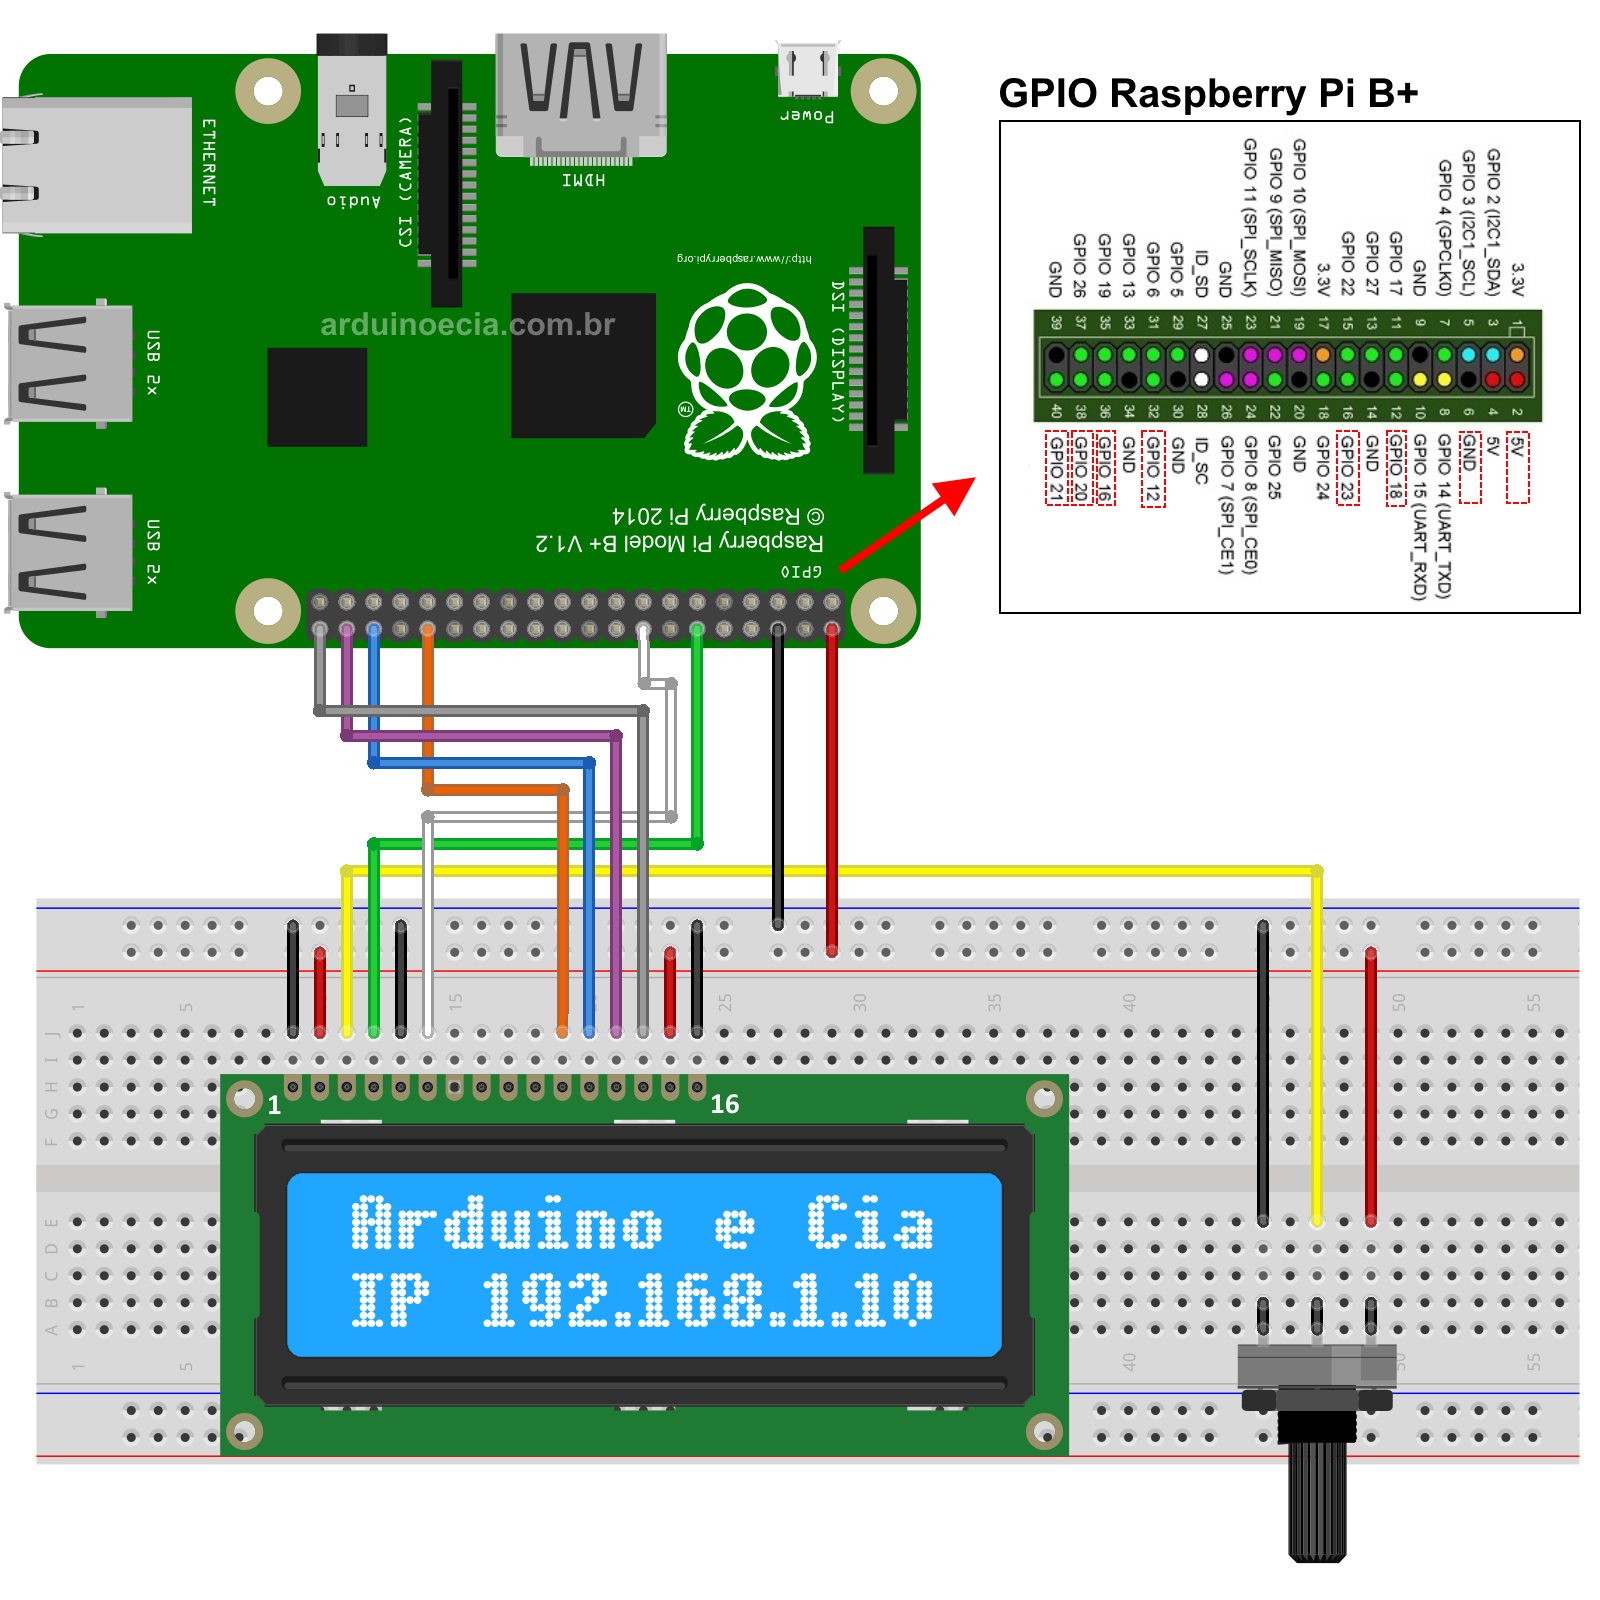 GPIO Raspberry Pi B+
Power
HDMI
Audio
ETHERNET
CSI (CAMERA)
http://www.raspberrypi.org
arduinoecia.com.br
DSI (DISPLAY)
TM
USB 2x
USB 2x
© Raspberry Pi 2014
Raspberry Pi Model B+ V1.2
GPIO
GND
GPIO 26
GPIO 19
GPIO 13
GPIO 6
GPIO 5
ID_SD
GND
GPIO 11 (SPI_SCLK)
GPIO 9 (SPI_MISO)
GPIO 10 (SPI_MOSI)
3.3V
GPIO 22
GPIO 27
GPIO 17
GND
GPIO 4 (GPCLK0)
GPIO 3 (I2C1_SCL)
GPIO 2 (I2C1_SDA)
3.3V
39 37 35 33 31 29 27 25 23 21 19 17 15 13 11 9 7 5 3 1
40 38 36 34 32 30 28 26 24 22 20 18 16 14 12 10 8 6 4 2
GPIO 21
GPIO 20
GPIO 16
GND
GPIO 12
GND
ID_SC
GPIO 7 (SPI_CE1)
GPIO 8 (SPI_CE0)
GPIO 25
GND
GPIO 24
GPIO 23
GND
GPIO 18
GPIO 15 (UART_RXD)
GPIO 14 (UART_TXD)
GND
5V
5V
1 5 15 25 30 35 40 50 55
J
I
H
G
F
1 16
Arduino e Cia
IP 192.168.1.10
E
D
C
B
A
1 5 40 50 55